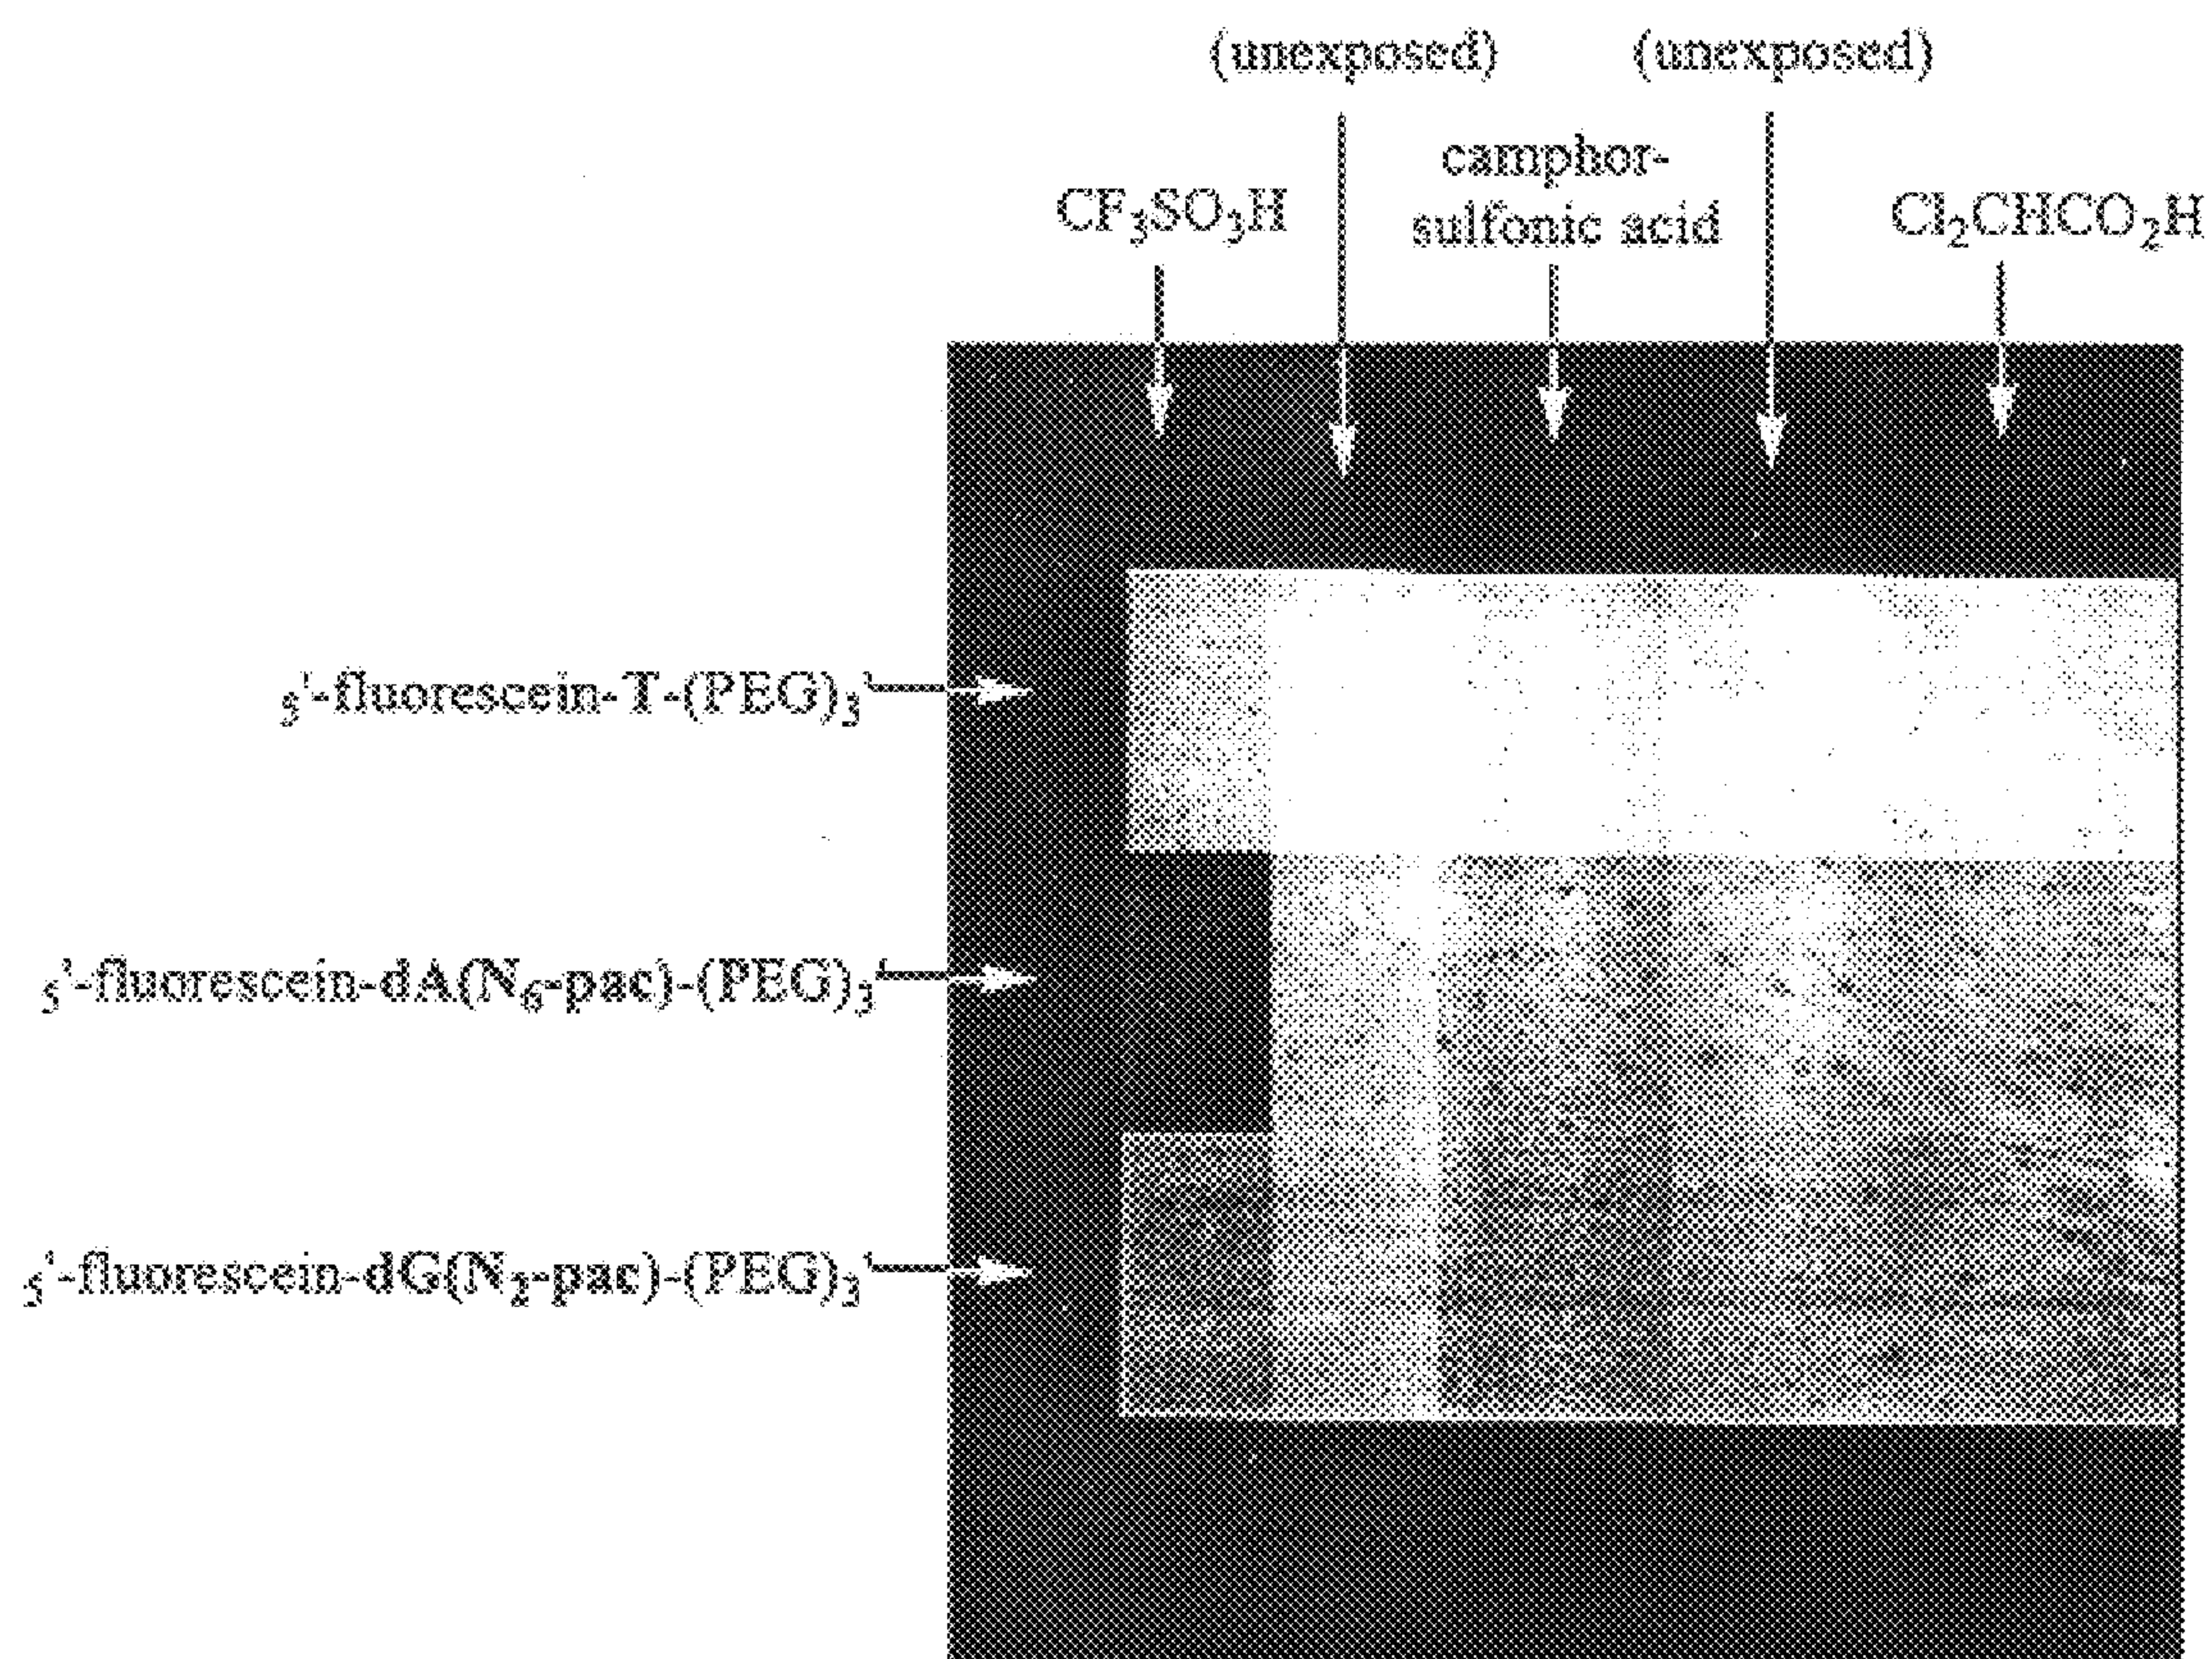 (unexposed) (unexposed)
camphor-
CF₃SO₃H sulfonic acid Cl₂CHCO₂H
5'-fluorescein-T-(PEG)₃'
5'-fluorescein-dA(N₆-pac)-(PEG)₃'
5'-fluorescein-dG(N₂-pac)-(PEG)₃'